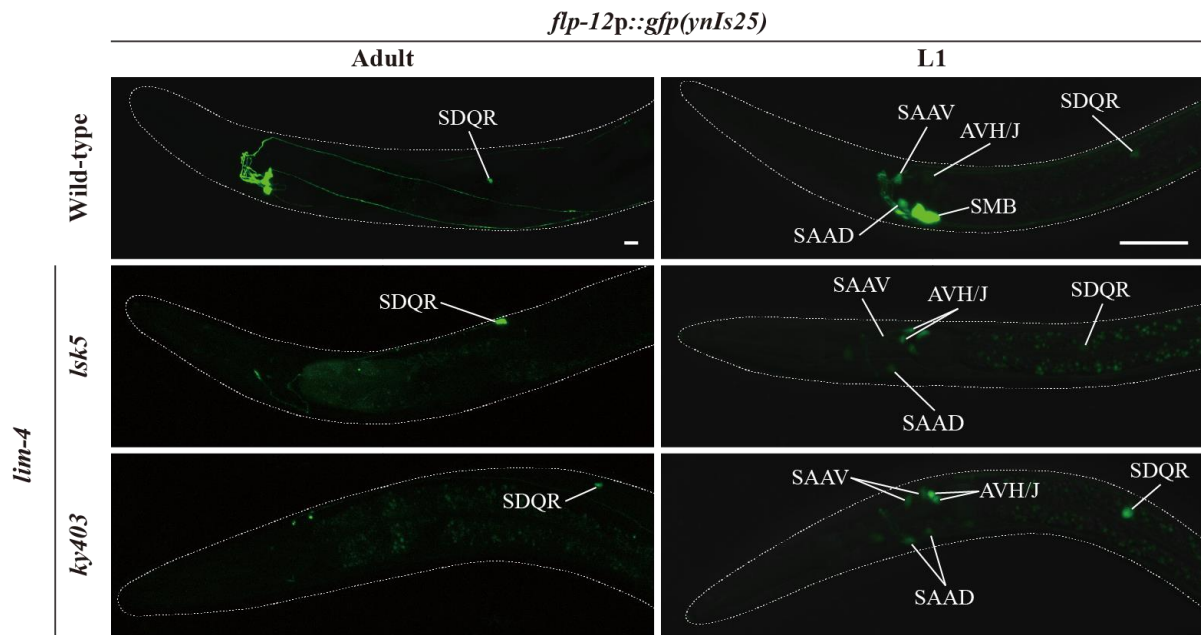 flp-12p::gfp(ynIs25)
Adult
L1
Wild-type
SDQR
SAAV
AVH/J
SDQR
SMB
SAAD
lim-4
lsk5
SDQR
SAAV
AVH/J
SDQR
SAAD
ky403
SDQR
SAAV
AVH/J
SDQR
SAAD